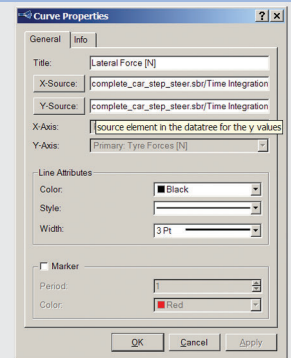 Curve Properties
General Info
Title: Lateral Force [N]
X-Source: complete_car_step_steer.sbr/Time Integration
Y-Source: complete_car_step_steer.sbr/Time Integration
X-Axis: source element in the datatree for the y values
Y-Axis: Primary: Tyre Forces [N]
Line Attributes
Color: Black
Style:
Width: 3 Pt
Marker
Period: 1
Color: Red
OK Cancel Apply